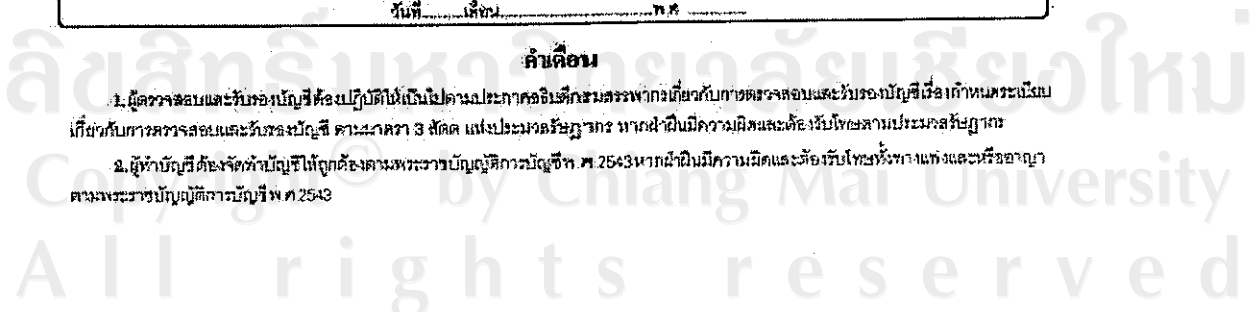 วันที่..........เดือน..........................................พ.ศ. ................
คำเตือน
1. ผู้ตรวจสอบและรับรองบัญชีต้องปฏิบัติให้เป็นไปตามประกาศอธิบดีกรมสรรพากรเกี่ยวกับการตรวจสอบและรับรองบัญชีเรื่องกำหนดระเบียบ
เกี่ยวกับการตรวจสอบและรับรองบัญชี ตามมาตรา 3 สัตต แห่งประมวลรัษฎากร หากฝ่าฝืนมีความผิดและต้องรับโทษตามประมวลรัษฎากร
2. ผู้ทำบัญชีต้องจัดทำบัญชีให้ถูกต้องตามพระราชบัญญัติการบัญชีพ.ศ.2543หากฝ่าฝืนมีความผิดและต้องรับโทษทั้งทางแพ่งและหรืออาญา
ตามพระราชบัญญัติการบัญชีพ.ศ.2543
ลิขสิทธิ์มหาวิทยาลัยเชียงใหม่
Copyright © by Chiang Mai University
All rights reserved